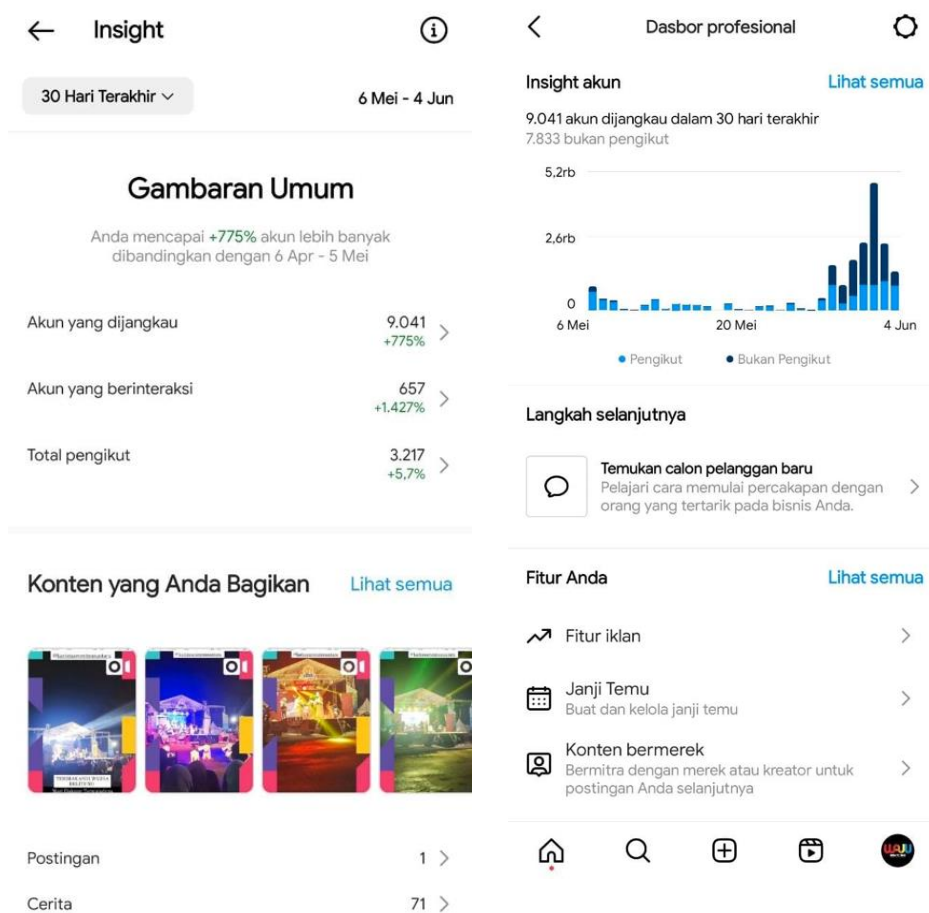 Insight
30 Hari Terakhir
6 Mei - 4 Jun
Gambaran Umum
Anda mencapai +775% akun lebih banyak
dibandingkan dengan 6 Apr - 5 Mei
Akun yang dijangkau
9.041
+775%
Akun yang berinteraksi
657
+1.427%
Total pengikut
3.217
+5,7%
Konten yang Anda Bagikan
Lihat semua
Postingan
1
Cerita
71
Dasbor profesional
Insight akun
Lihat semua
9.041 akun dijangkau dalam 30 hari terakhir
7.833 bukan pengikut
5,2rb
2,6rb
0
6 Mei
20 Mei
4 Jun
Pengikut
Bukan Pengikut
Langkah selanjutnya
Temukan calon pelanggan baru
Pelajari cara memulai percakapan dengan
orang yang tertarik pada bisnis Anda.
Fitur Anda
Lihat semua
Fitur iklan
Janji Temu
Buat dan kelola janji temu
Konten bermerek
Bermitra dengan merek atau kreator untuk
postingan Anda selanjutnya